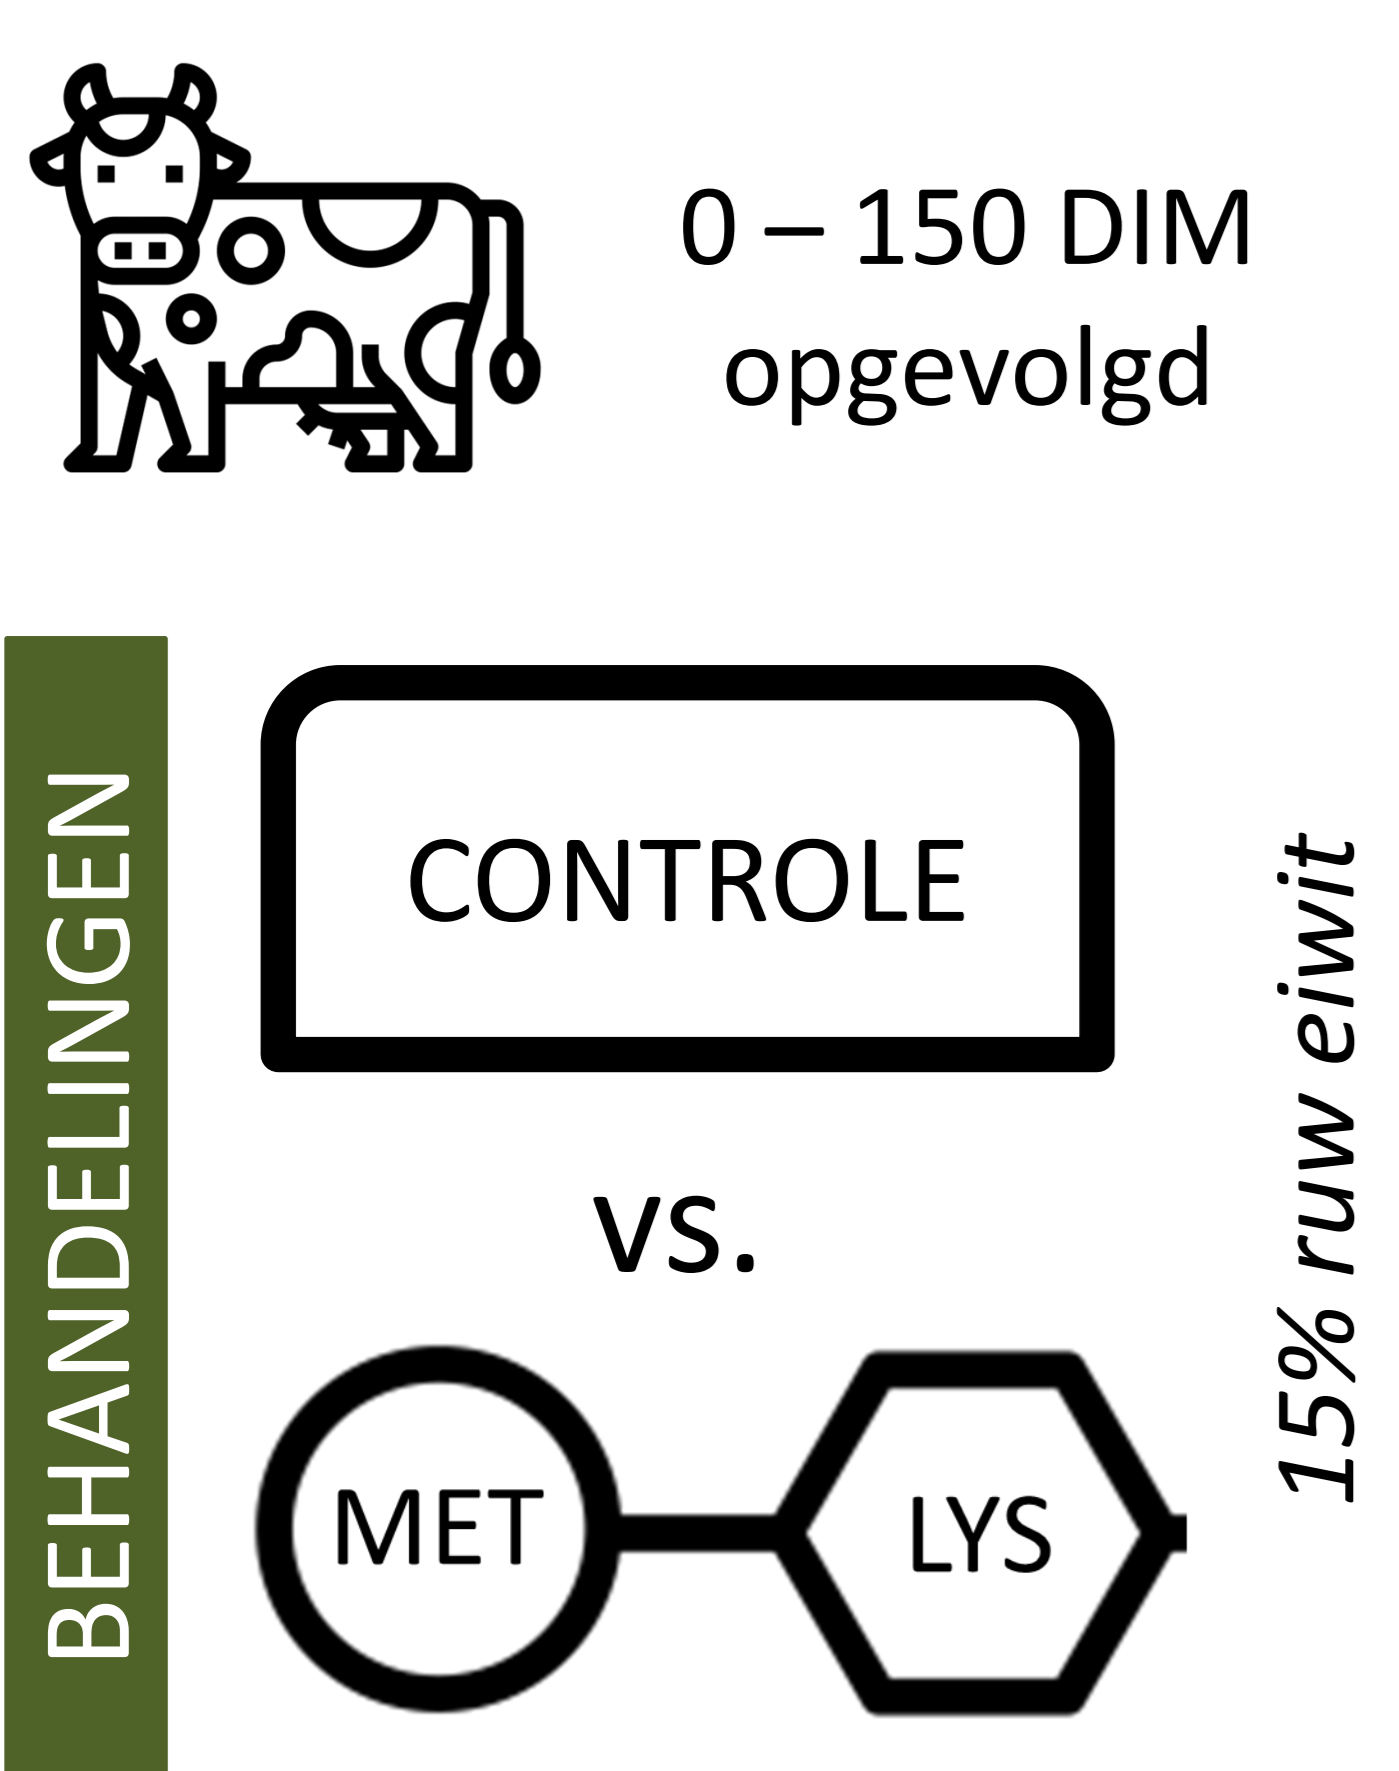 0 – 150 DIM
opgevolgd
BEHANDELINGEN
CONTROLE
vs.
MET
LYS
15% ruw eiwit